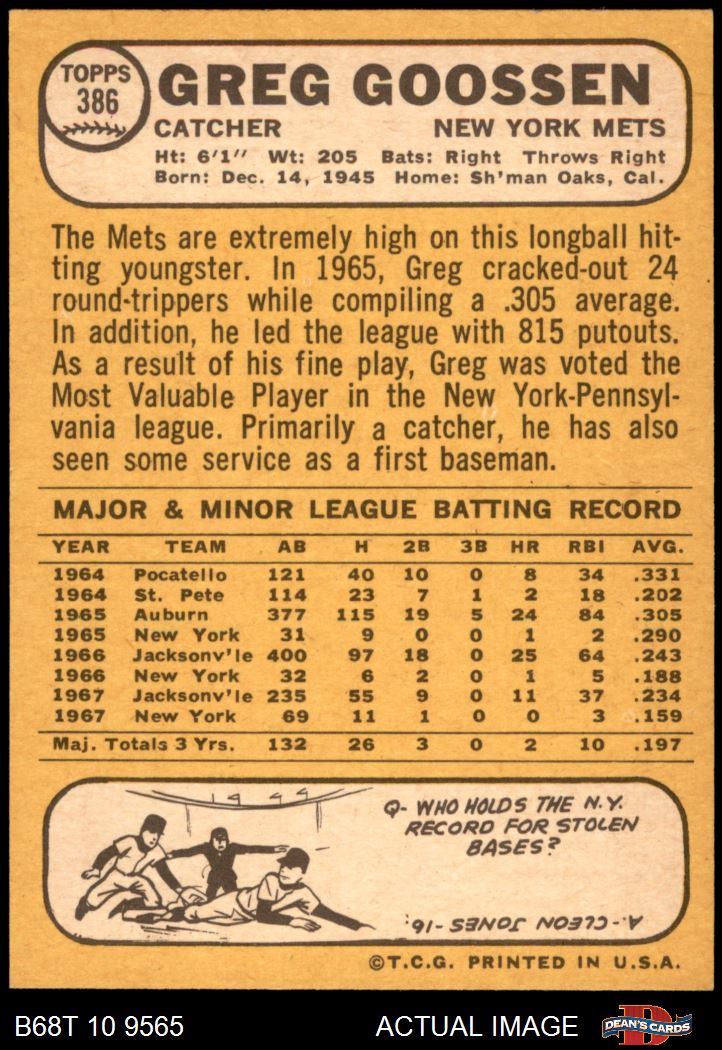 TOPPS
386
GREG GOOSSEN
CATCHER NEW YORK METS
Ht: 6'1" Wt: 205 Bats: Right Throws Right
Born: Dec. 14, 1945 Home: Sh'man Oaks, Cal.
The Mets are extremely high on this longball hit-
ting youngster. In 1965, Greg cracked-out 24
round-trippers while compiling a .305 average.
In addition, he led the league with 815 putouts.
As a result of his fine play, Greg was voted the
Most Valuable Player in the New York-Pennsyl-
vania league. Primarily a catcher, he has also
seen some service as a first baseman.
MAJOR & MINOR LEAGUE BATTING RECORD
YEAR TEAM AB H 2B 3B HR RBI AVG.
1964 Pocatello 121 40 10 0 8 34 .331
1964 St. Pete 114 23 7 1 2 18 .202
1965 Auburn 377 115 19 5 24 84 .305
1965 New York 31 9 0 0 1 2 .290
1966 Jacksonv'le 400 97 18 0 25 64 .243
1966 New York 32 6 2 0 1 5 .188
1967 Jacksonv'le 235 55 9 0 11 37 .234
1967 New York 69 11 1 0 0 3 .159
Maj. Totals 3 Yrs. 132 26 3 0 2 10 .197
Q- WHO HOLDS THE N.Y.
RECORD FOR STOLEN
BASES?
A.- CLEON JONES -16.
©T.C.G. PRINTED IN U.S.A.
B68T 10 9565 ACTUAL IMAGE DEAN'S CARDS